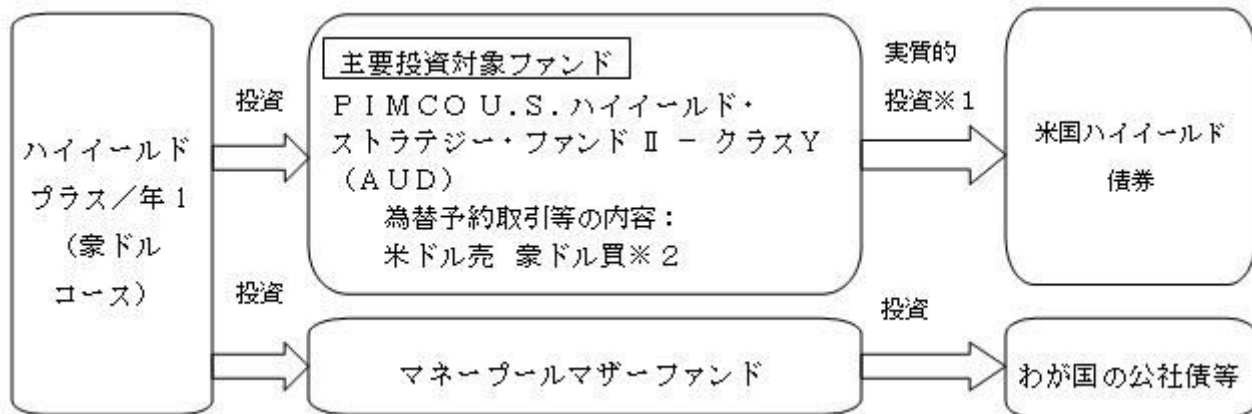 ハイイールド
プラス／年１
（豪ドル
コース）
投資
主要投資対象ファンド
ＰＩＭＣＯ Ｕ.Ｓ.ハイイールド・
ストラテジー・ファンド Ⅱ － クラスＹ
（ＡＵＤ）
為替予約取引等の内容：
米ドル売 豪ドル買※２
実質的
投資※１
米国ハイイールド
債券
投資
マネープールマザーファンド
投資
わが国の公社債等